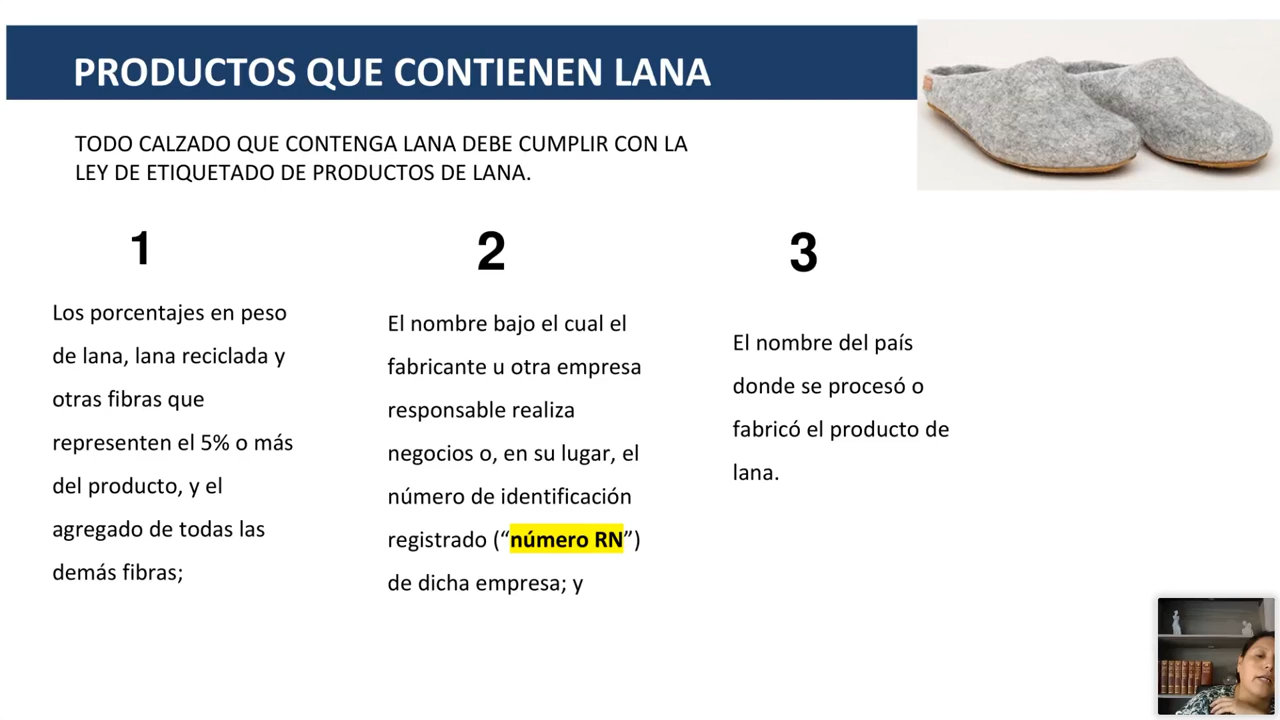 PRODUCTOS QUE CONTIENEN LANA
TODO CALZADO QUE CONTENGA LANA DEBE CUMPLIR CON LA
LEY DE ETIQUETADO DE PRODUCTOS DE LANA.
1
Los porcentajes en peso
de lana, lana reciclada y
otras fibras que
representen el 5% o más
del producto, y el
agregado de todas las
demás fibras;
2
El nombre bajo el cual el
fabricante u otra empresa
responsable realiza
negocios o, en su lugar, el
número de identificación
registrado (“número RN”)
de dicha empresa; y
3
El nombre del país
donde se procesó o
fabricó el producto de
lana.